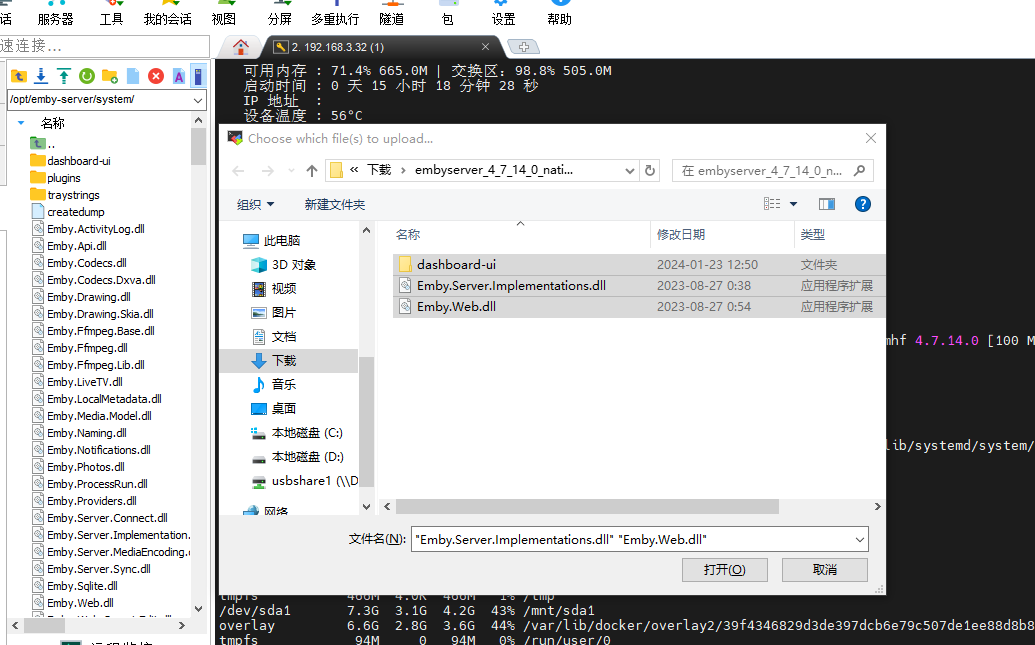 话 服务器 工具 我的会话 视图 分屏 多重执行 隧道 包 设置 帮助
速连接...
2. 192.168.3.32 (1)
/opt/emby-server/system/
名称
..
dashboard-ui
plugins
traystrings
createdump
Emby.ActivityLog.dll
Emby.Api.dll
Emby.Codecs.dll
Emby.Codecs.Dxva.dll
Emby.Drawing.dll
Emby.Drawing.Skia.dll
Emby.Ffmpeg.Base.dll
Emby.Ffmpeg.dll
Emby.Ffmpeg.Lib.dll
Emby.LiveTV.dll
Emby.LocalMetadata.dll
Emby.Media.Model.dll
Emby.Naming.dll
Emby.Notifications.dll
Emby.Photos.dll
Emby.ProcessRun.dll
Emby.Providers.dll
Emby.Server.Connect.dll
Emby.Server.Implementation.
Emby.Server.MediaEncoding.
Emby.Server.Sync.dll
Emby.Sqlite.dll
Emby.Web.dll
可用内存 : 71.4% 665.0M | 交换区: 98.8% 505.0M
启动时间 : 0 天 15 小时 18 分钟 28 秒
IP 地址 :
设备温度 : 56°C
Choose which file(s) to upload...
« 下载 › embyserver_4_7_14_0_nati...
在 embyserver_4_7_14_0_n...
组织 新建文件夹
此电脑
3D 对象
视频
图片
文档
下载
音乐
桌面
本地磁盘 (C:)
本地磁盘 (D:)
usbshare1 (\\D
网络
名称 修改日期 类型
dashboard-ui 2024-01-23 12:50 文件夹
Emby.Server.Implementations.dll 2023-08-27 0:38 应用程序扩展
Emby.Web.dll 2023-08-27 0:54 应用程序扩展
文件名(N): "Emby.Server.Implementations.dll" "Emby.Web.dll"
打开(O) 取消
mhf 4.7.14.0 [100 M
lib/systemd/system/
tmpfs 466M 4.0K 466M 1% /tmp
/dev/sda1 7.3G 3.1G 4.2G 43% /mnt/sda1
overlay 6.6G 2.8G 3.6G 44% /var/lib/docker/overlay2/39f4346829d3de397dcb6e79c507de1ee88d8b8
tmpfs 94M 0 94M 0% /run/user/0